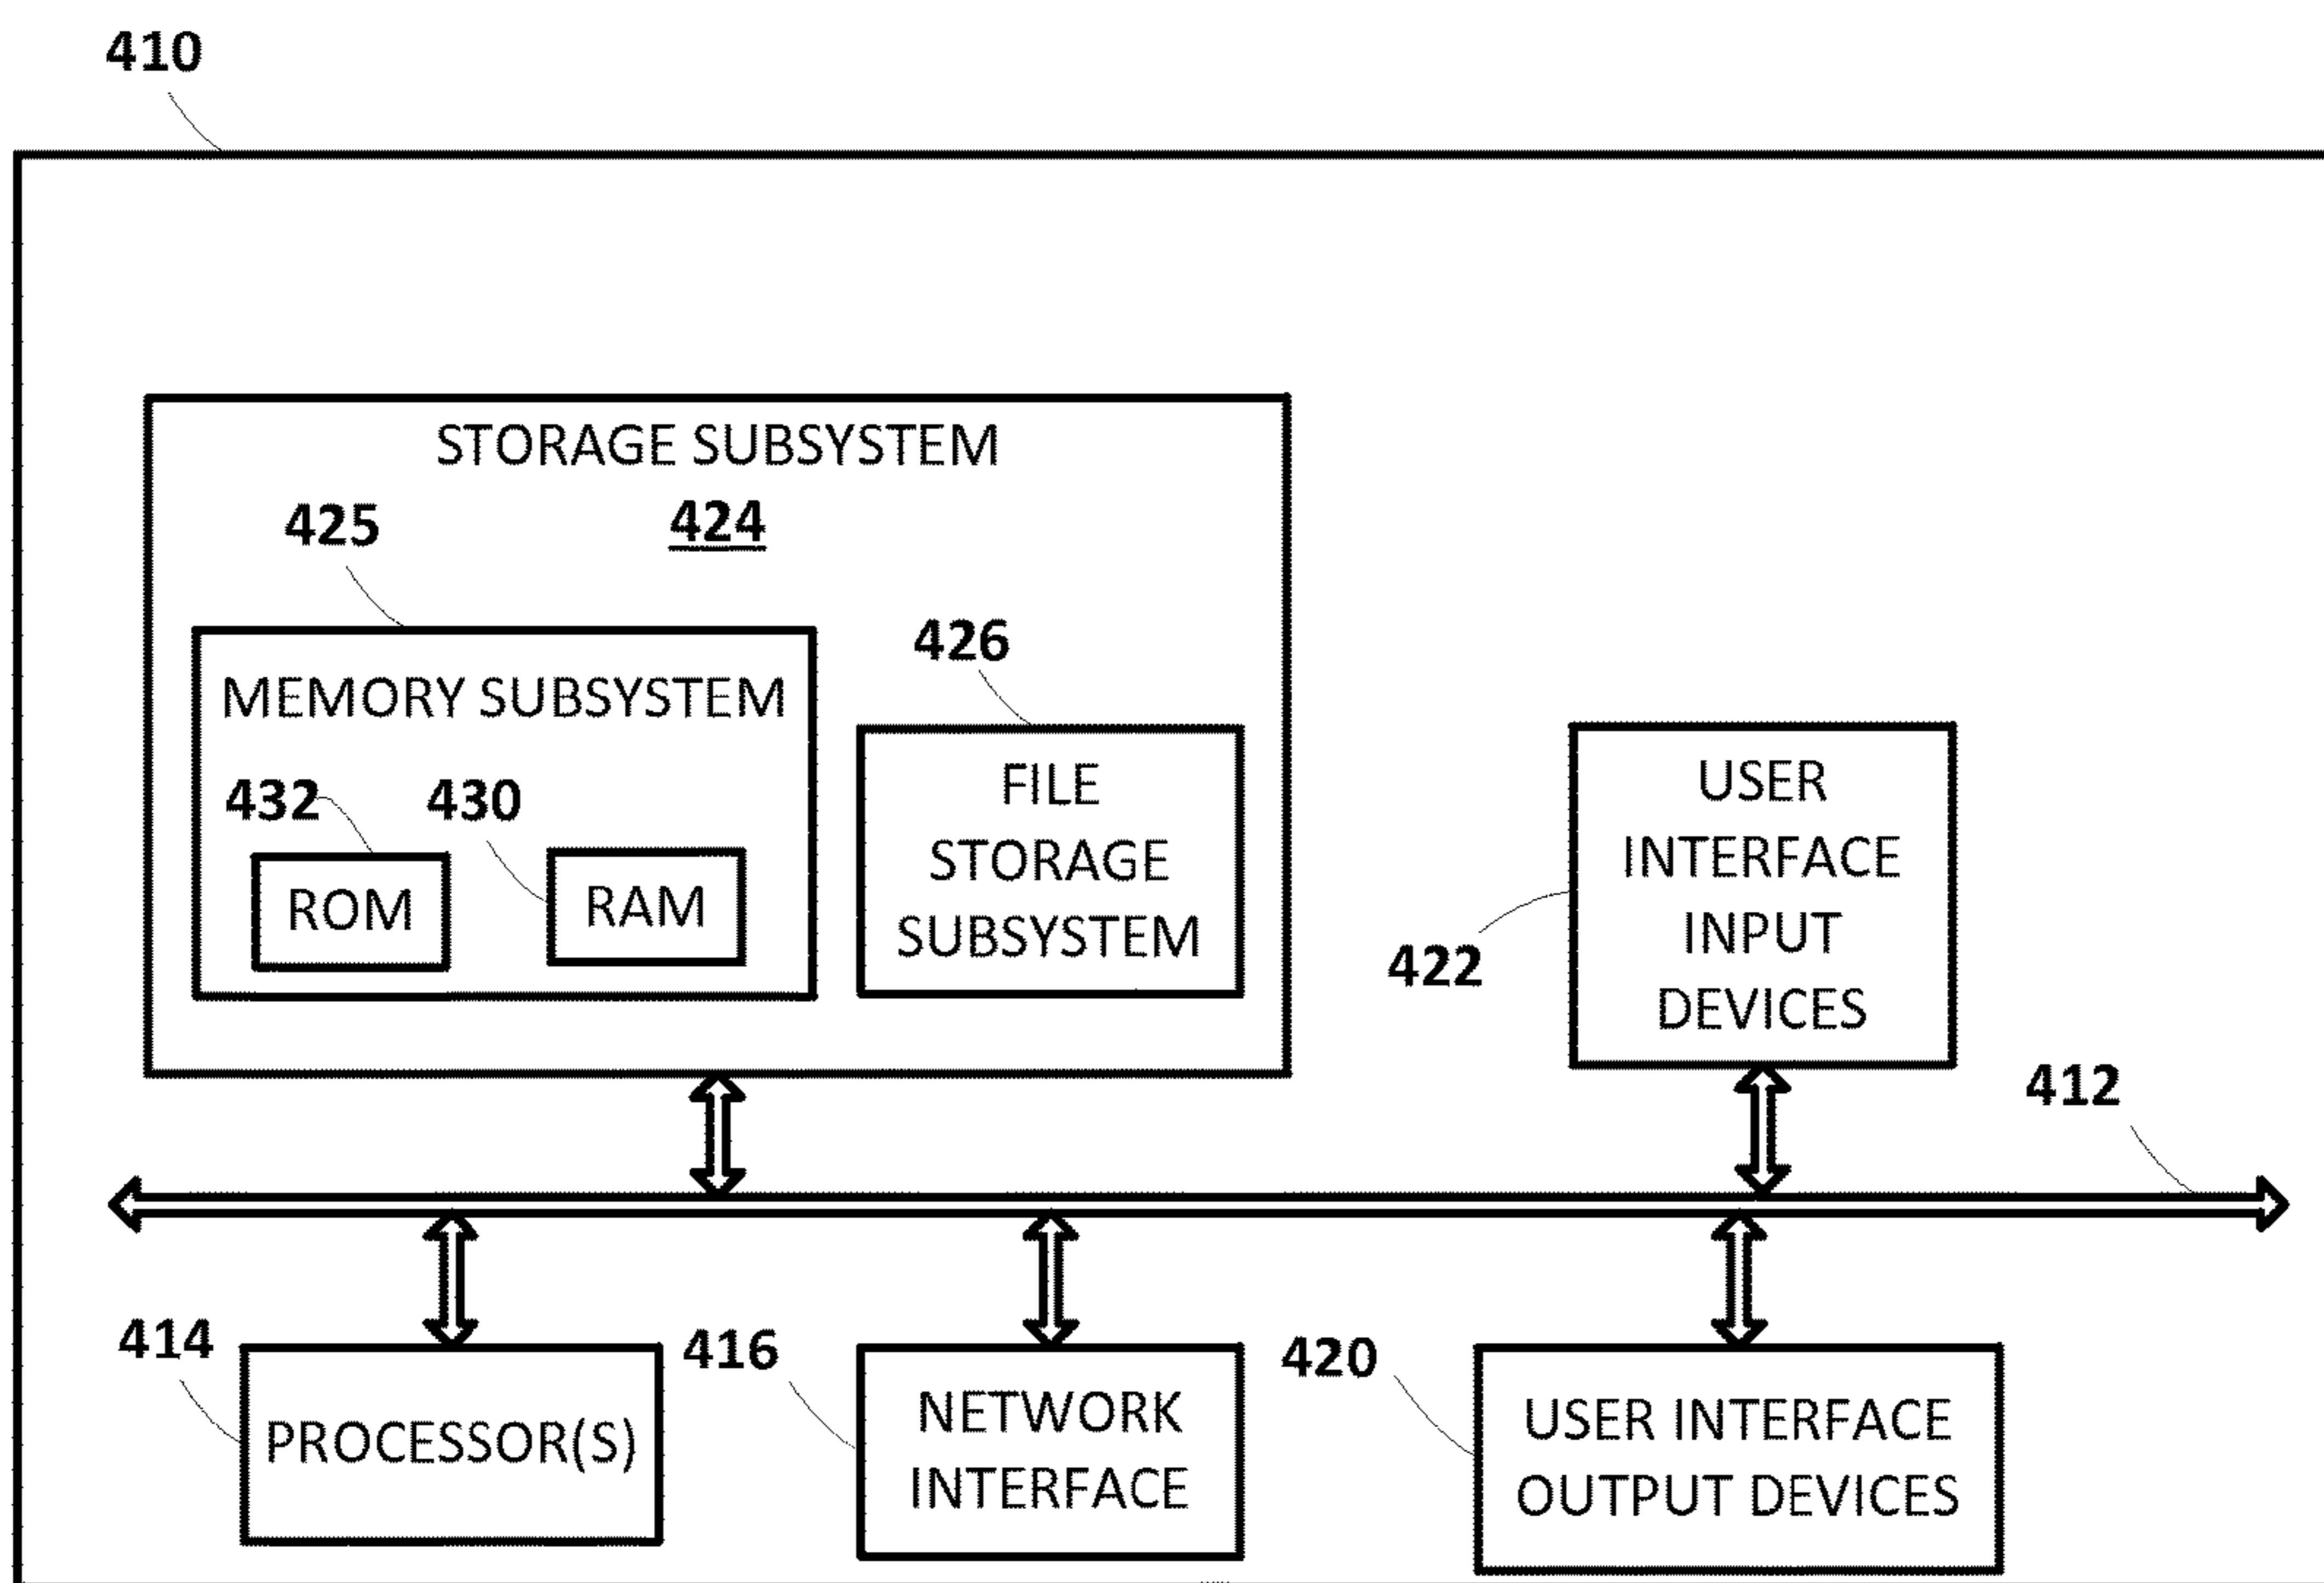 410
STORAGE SUBSYSTEM
424
425
MEMORY SUBSYSTEM
432
430
ROM
RAM
426
FILE
STORAGE
SUBSYSTEM
USER
INTERFACE
INPUT
DEVICES
422
412
414
PROCESSOR(S)
416
NETWORK
INTERFACE
420
USER INTERFACE
OUTPUT DEVICES